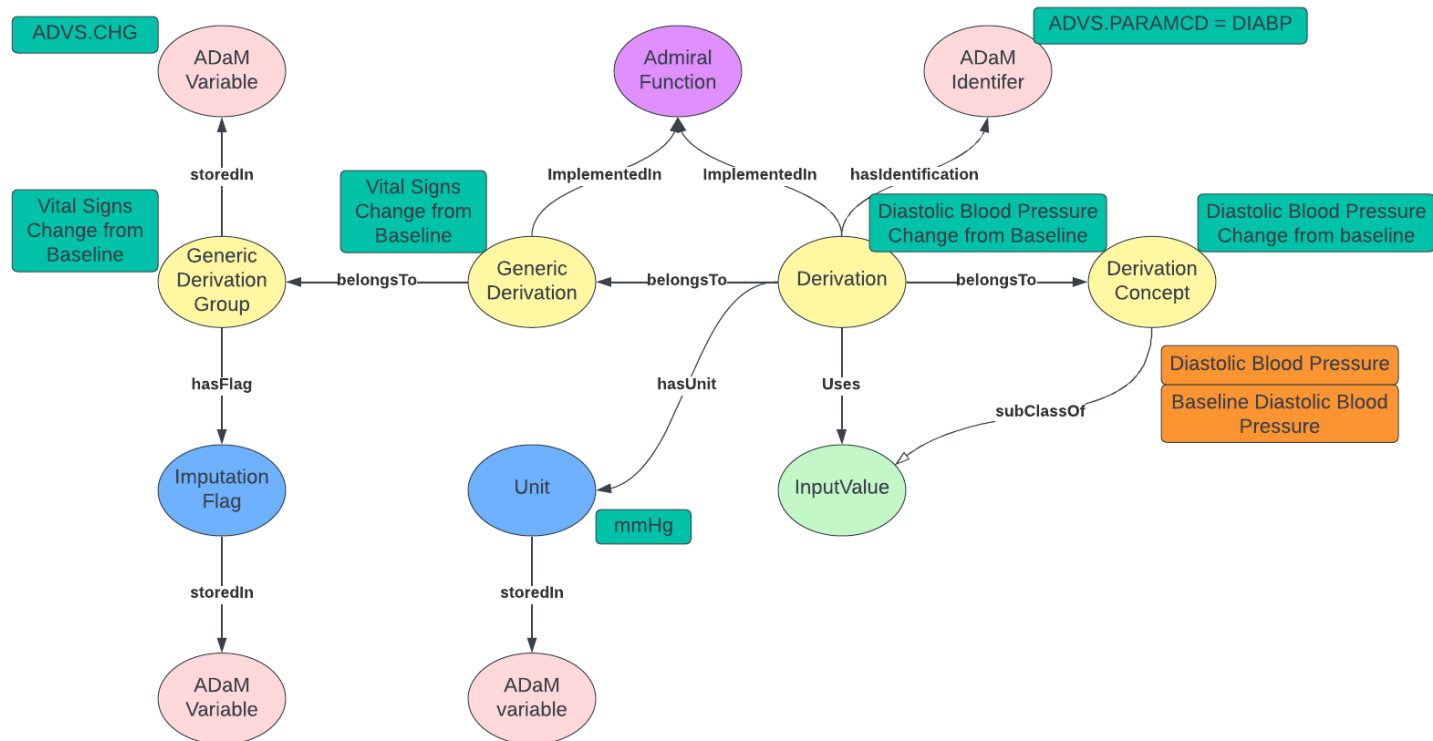 ADVS.CHG
ADaM
Variable
Admiral
Function
ADaM
Identifer
ADVS.PARAMCD = DIABP
storedIn
ImplementedIn
ImplementedIn
hasIdentification
Vital Signs
Change from
Baseline
Vital Signs
Change from
Baseline
Diastolic Blood Pressure
Change from Baseline
Diastolic Blood Pressure
Change from baseline
Generic
Derivation
Group
belongsTo
Generic
Derivation
belongsTo
Derivation
belongsTo
Derivation
Concept
hasFlag
hasUnit
Uses
subClassOf
Diastolic Blood Pressure
Baseline Diastolic Blood
Pressure
Imputation
Flag
Unit
mmHg
InputValue
storedIn
storedIn
ADaM
Variable
ADaM
variable